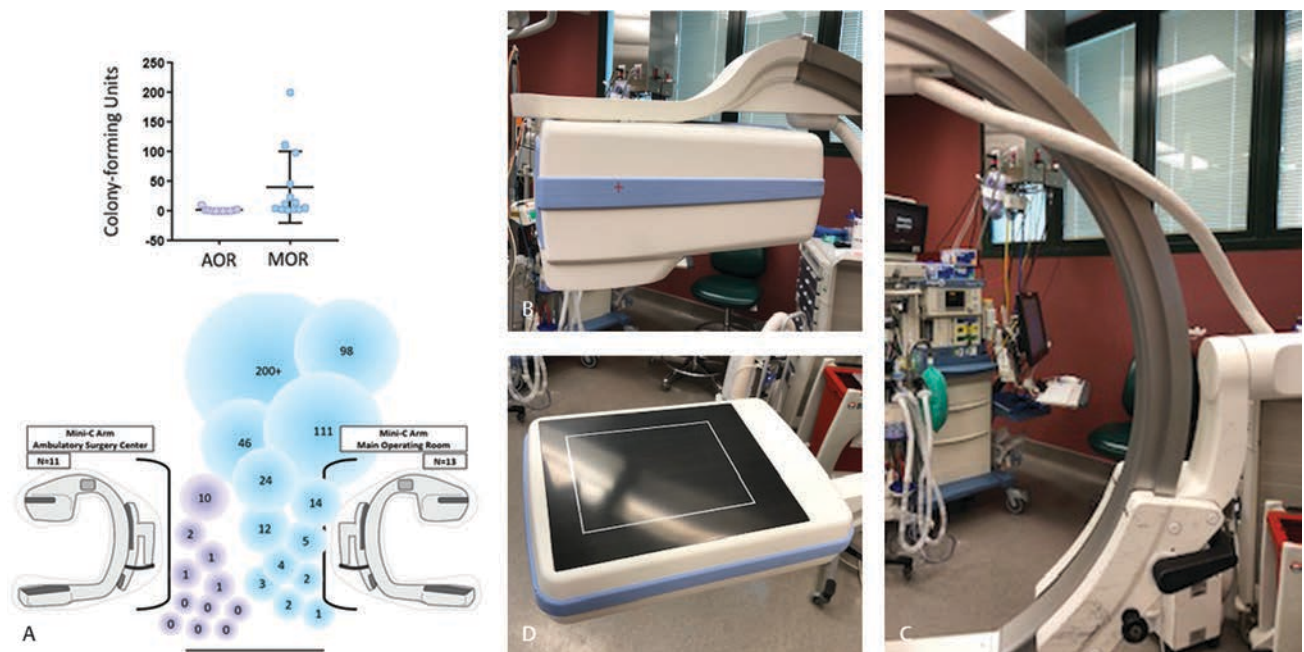 250
200
150
100
50
0
-50
Colony-forming Units
AOR
MOR
200+
98
46
111
Mini-C Arm
Ambulatory Surgery Center
N=11
Mini-C Arm
Main Operating Room
N=13
24
10
14
12
2
5
1
4
1
1
3
2
0
0
0
2
1
0
0
0
A
B
D
C